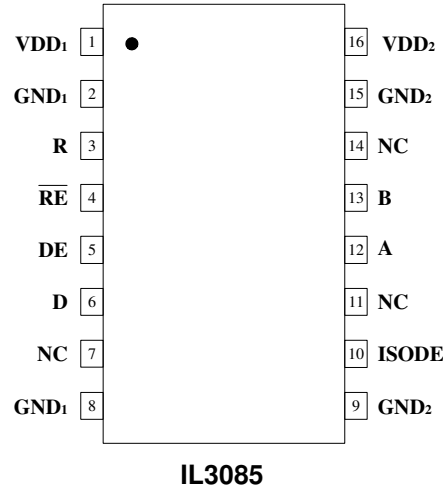 VDD₁ 1 16 VDD₂
GND₁ 2 15 GND₂
R 3 14 NC
R̅E̅ 4 13 B
DE 5 12 A
D 6 11 NC
NC 7 10 ISODE
GND₁ 8 9 GND₂
IL3085